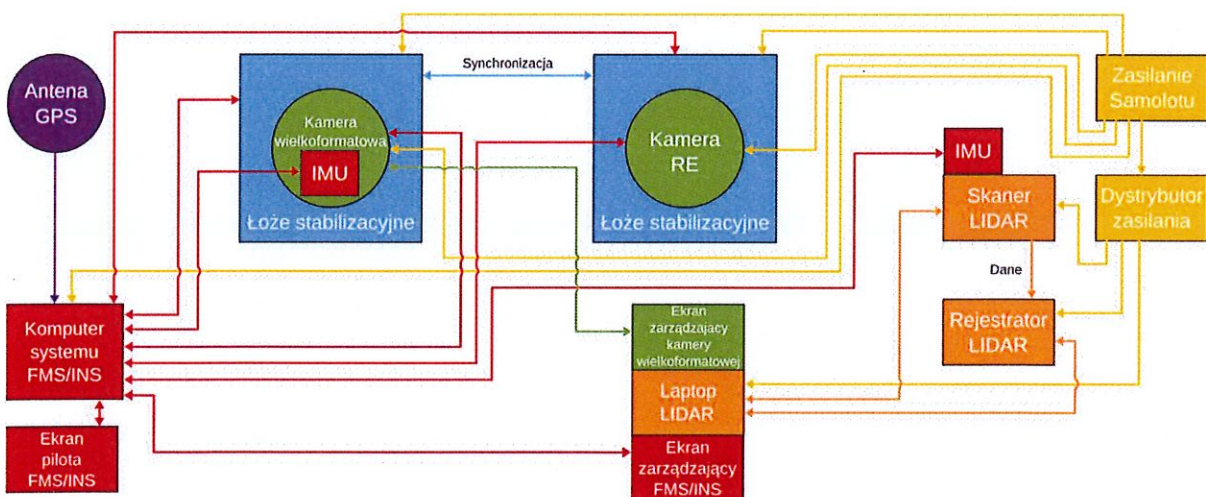 Synchronizacja
Antena
GPS
Kamera
wielkoformatowa
IMU
Łoże stabilizacyjne
Kamera
RE
Łoże stabilizacyjne
Zasilanie
Samolotu
IMU
Skaner
LIDAR
Dystrybutor
zasilania
Dane
Rejestrator
LIDAR
Komputer
systemu
FMS/INS
Ekran
pilota
FMS/INS
Ekran
zarządzający
kamery
wielkoformatowej
Laptop
LIDAR
Ekran
zarządzający
FMS/INS